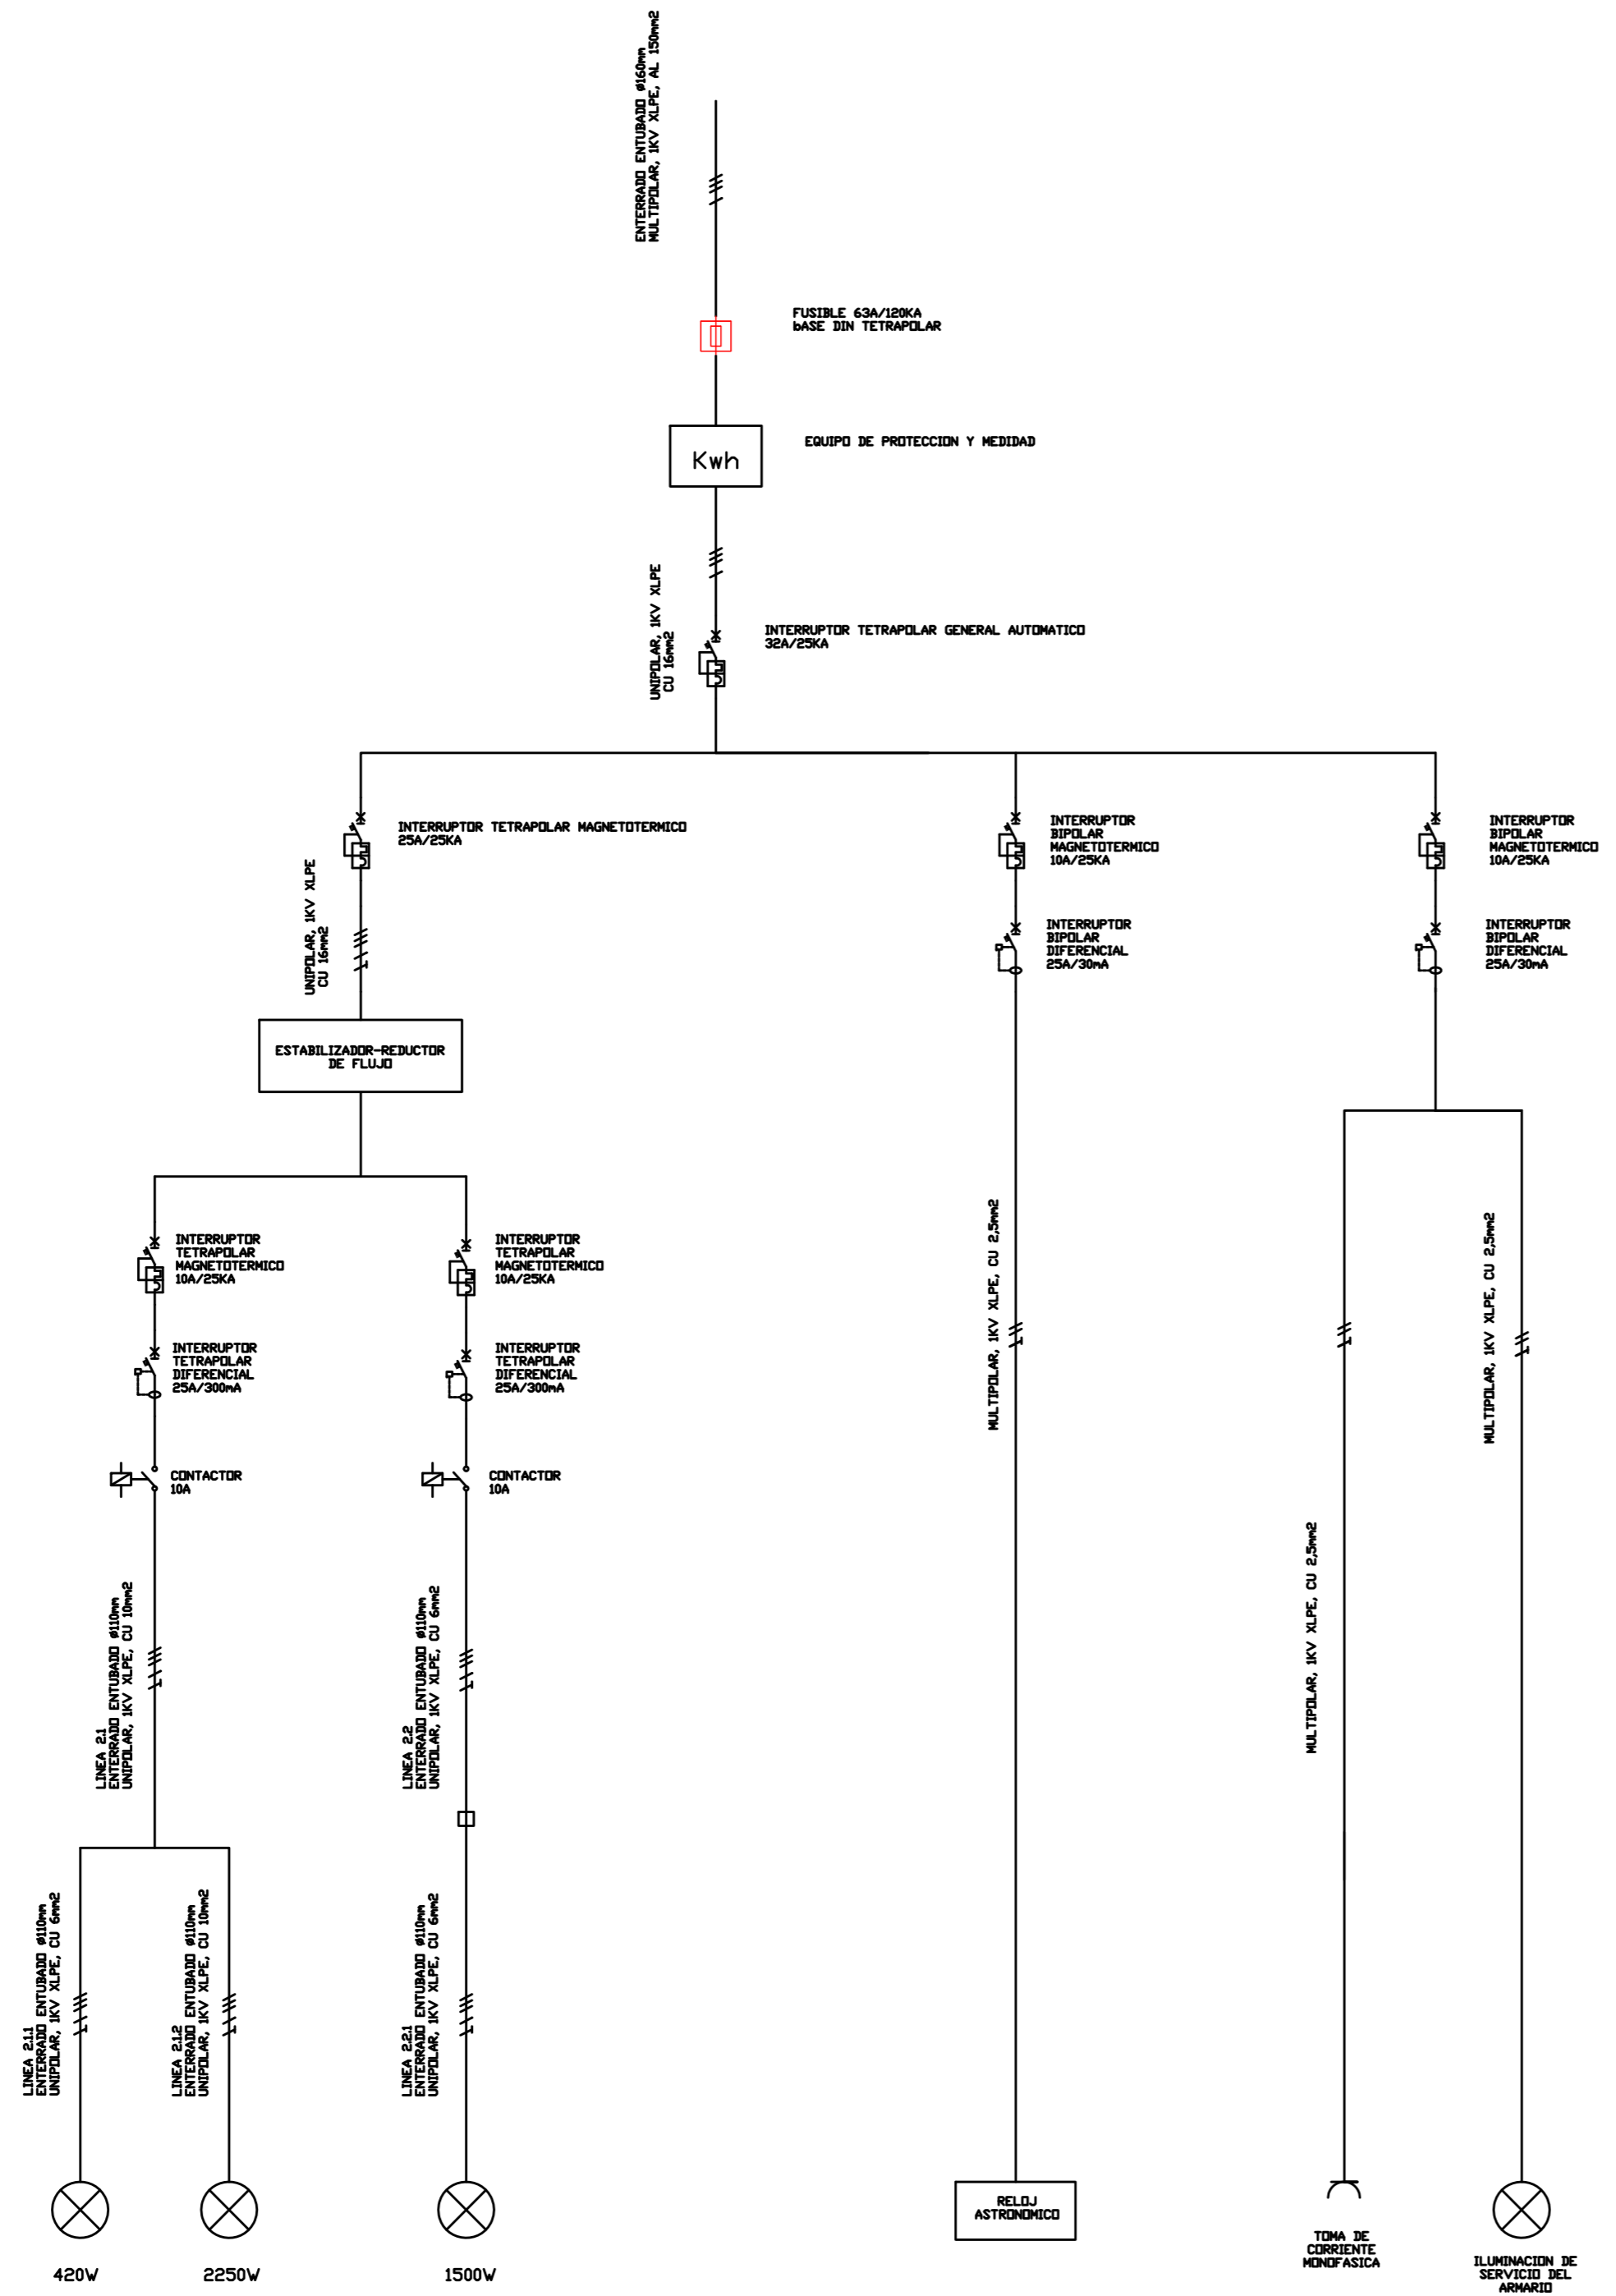 ENTERRADO ENTUBADO ø160mm
MULTIPOLAR, 1KV XLPE, AL 150mm2
FUSIBLE 63A/120KA
bASE DIN TETRAPOLAR
Kwh
EQUIPO DE PROTECCION Y MEDIDAD
UNIPOLAR, 1KV XLPE
CU 16mm2
INTERRUPTOR TETRAPOLAR GENERAL AUTOMATICO
32A/25KA
INTERRUPTOR TETRAPOLAR MAGNETOTERMICO
25A/25KA
INTERRUPTOR
BIPOLAR
MAGNETOTERMICO
10A/25KA
INTERRUPTOR
BIPOLAR
MAGNETOTERMICO
10A/25KA
UNIPOLAR, 1KV XLPE
CU 16mm2
INTERRUPTOR
BIPOLAR
DIFERENCIAL
25A/30mA
INTERRUPTOR
BIPOLAR
DIFERENCIAL
25A/30mA
ESTABILIZADOR-REDUCTOR
DE FLUJO
INTERRUPTOR
TETRAPOLAR
MAGNETOTERMICO
10A/25KA
INTERRUPTOR
TETRAPOLAR
MAGNETOTERMICO
10A/25KA
INTERRUPTOR
TETRAPOLAR
DIFERENCIAL
25A/300mA
INTERRUPTOR
TETRAPOLAR
DIFERENCIAL
25A/300mA
CONTACTOR
10A
CONTACTOR
10A
MULTIPOLAR, 1KV XLPE, CU 2,5mm2
MULTIPOLAR, 1KV XLPE, CU 2,5mm2
MULTIPOLAR, 1KV XLPE, CU 2,5mm2
LINEA 2.1
ENTERRADO ENTUBADO ø110mm
UNIPOLAR, 1KV XLPE, CU 10mm2
LINEA 2.2
ENTERRADO ENTUBADO ø110mm
UNIPOLAR, 1KV XLPE, CU 6mm2
LINEA 2.1.1
ENTERRADO ENTUBADO ø110mm
UNIPOLAR, 1KV XLPE, CU 6mm2
LINEA 2.1.2
ENTERRADO ENTUBADO ø110mm
UNIPOLAR, 1KV XLPE, CU 10mm2
LINEA 2.2.1
ENTERRADO ENTUBADO ø110mm
UNIPOLAR, 1KV XLPE, CU 6mm2
RELOJ
ASTRONOMICO
420W
2250W
1500W
TOMA DE
CORRIENTE
MONOFASICA
ILUMINACION DE
SERVICIO DEL
ARMARIO